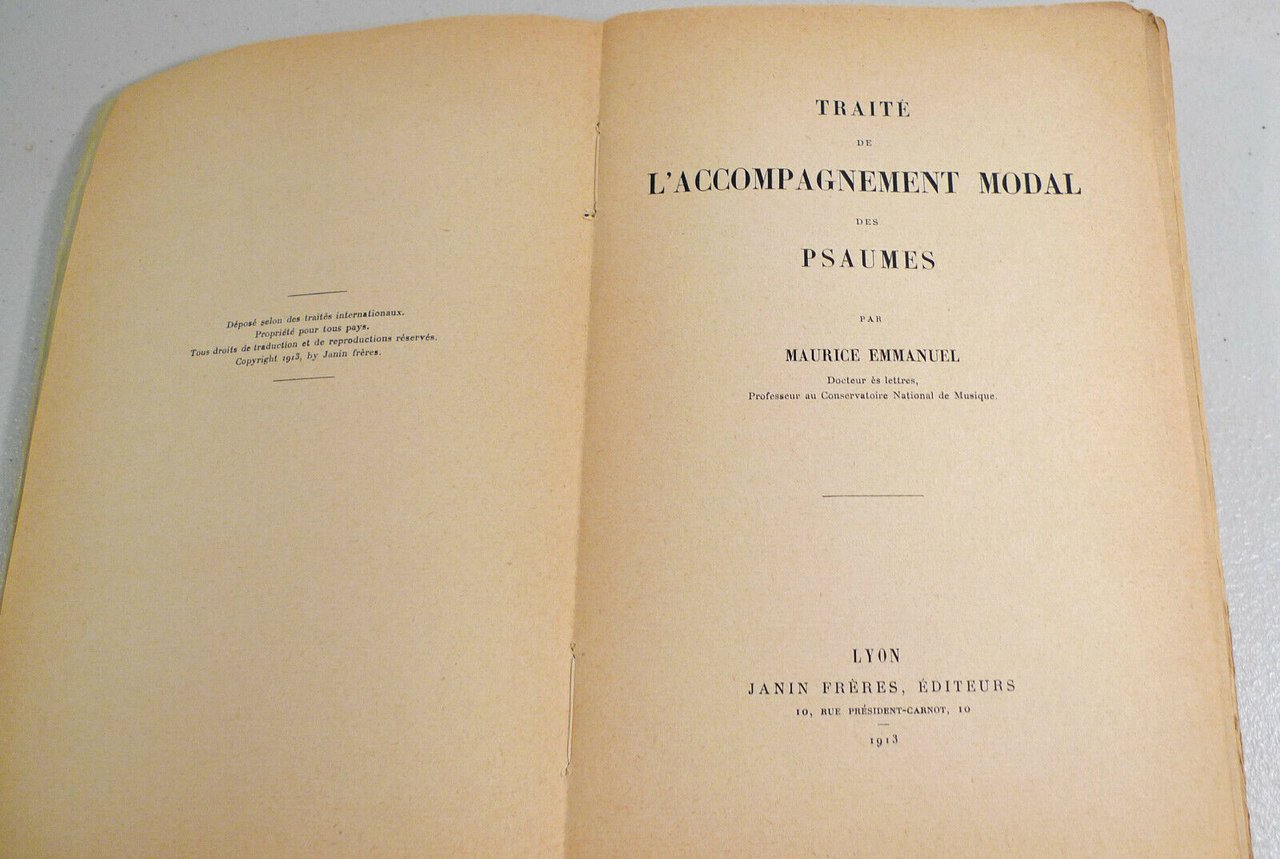 Déposé selon des traités internationaux.
Propriété pour tous pays.
Tous droits de traduction et de reproductions réservés.
Copyright 1913, by Janin frères.
TRAITÉ
DE
L'ACCOMPAGNEMENT MODAL
DES
PSAUMES
PAR
MAURICE EMMANUEL
Docteur ès lettres,
Professeur au Conservatoire National de Musique.
LYON
JANIN FRÈRES, ÉDITEURS
10, RUE PRÉSIDENT-CARNOT, 10
1913